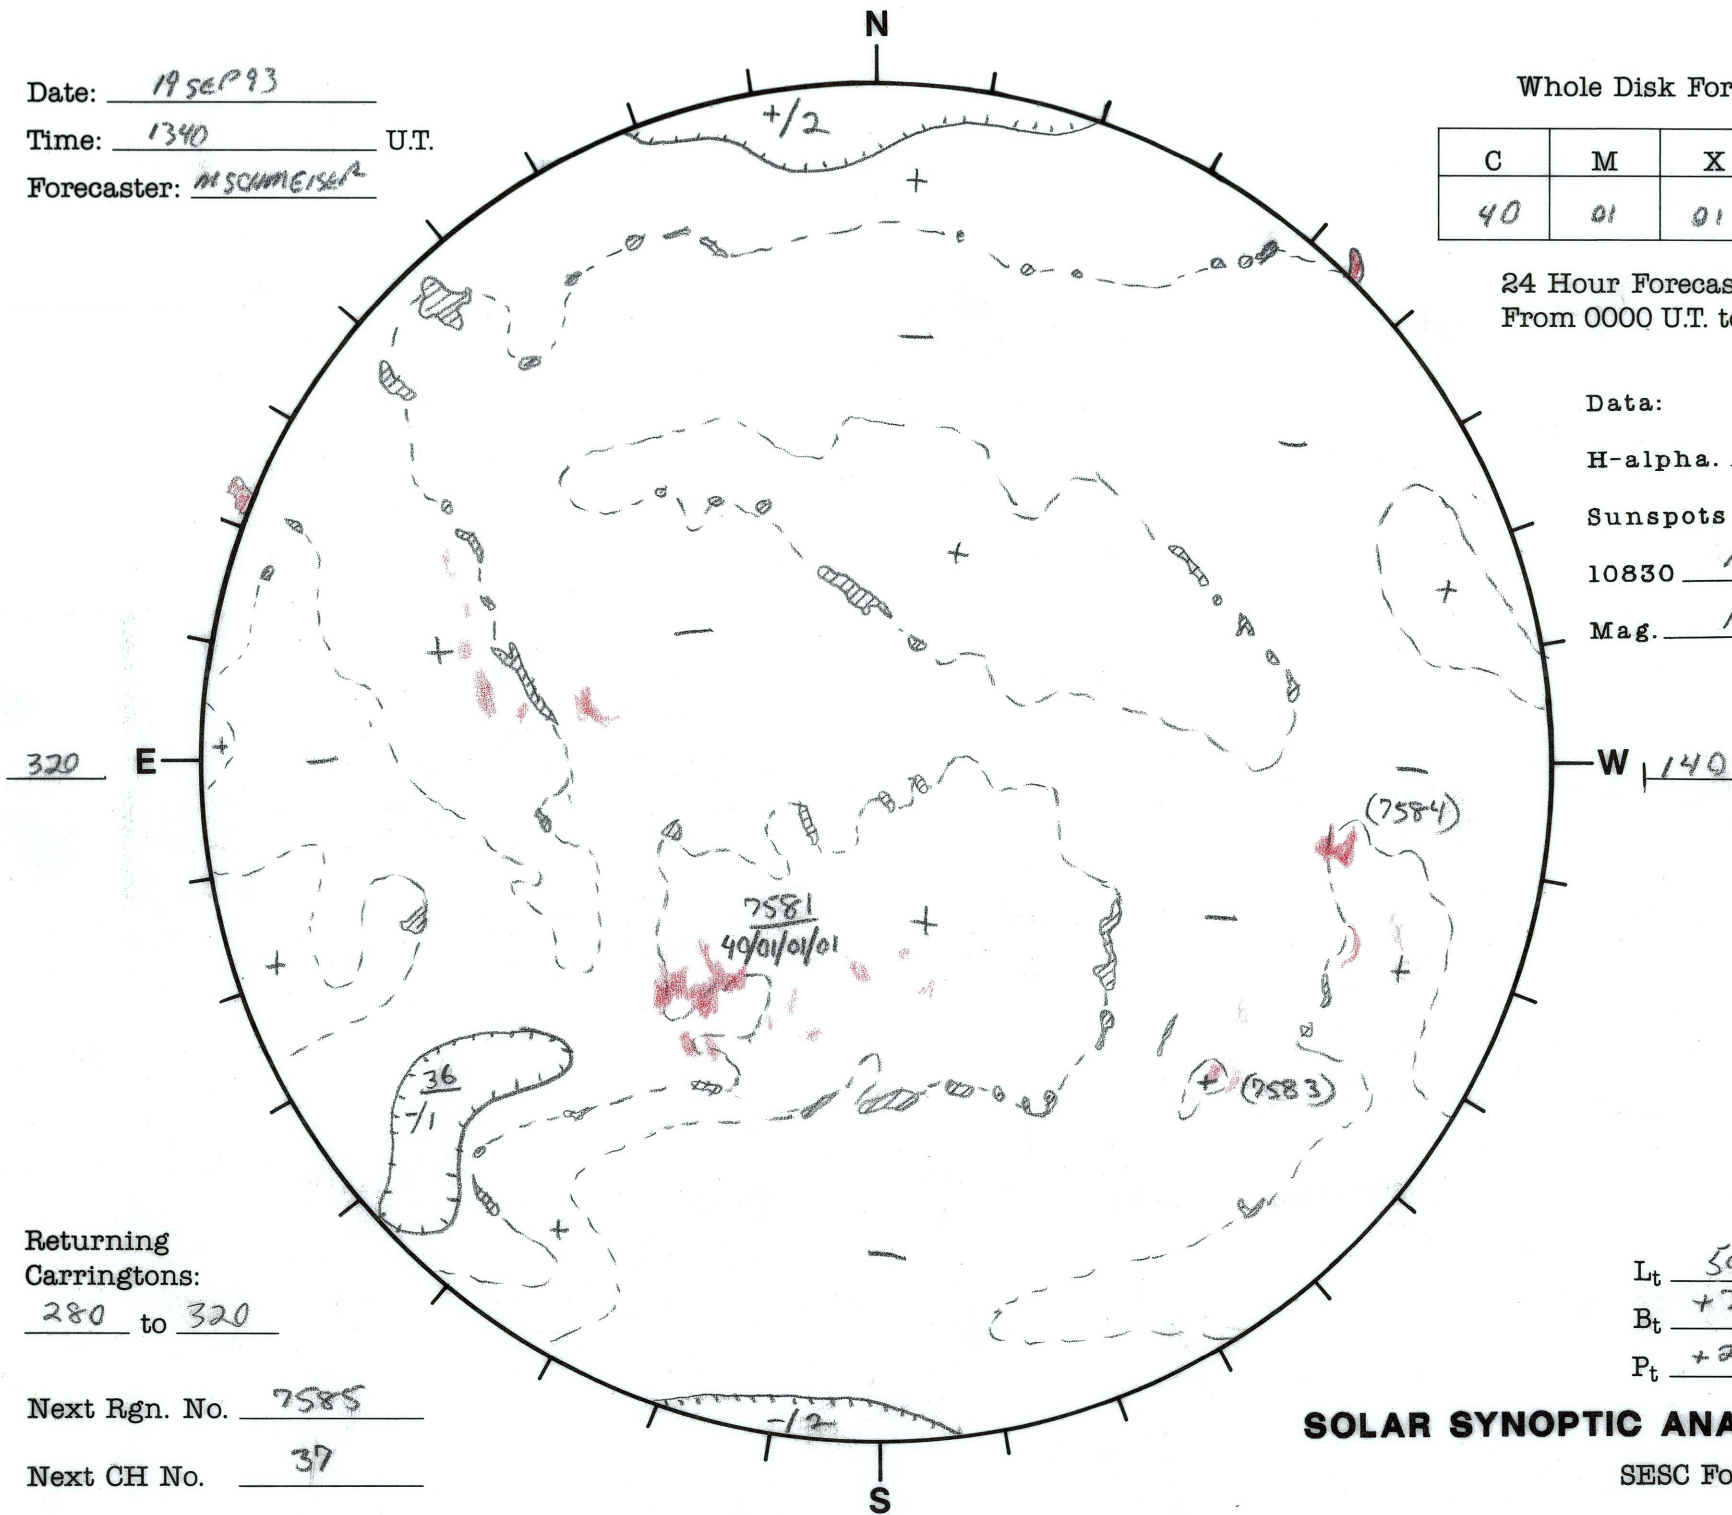 N
Date: 19 SEP 93
Time: 1340 U.T.
Forecaster: M SCHMEISER
Whole Disk For
C M X
40 01 01
24 Hour Forecas
From 0000 U.T. to
Data:
H-alpha.
Sunspots
10830
Mag.
+/2
+
−
−
+
+
+
−
320 E
+
−
−
W 140
(7584)
7581
40/01/01/01
+
−
+
+
36
-/1
+
(7583)
+
−
-/2
Returning
Carringtons:
280 to 320
Next Rgn. No. 7585
Next CH No. 37
Lt
Bt
Pt
SOLAR SYNOPTIC ANA
SESC Fo
S